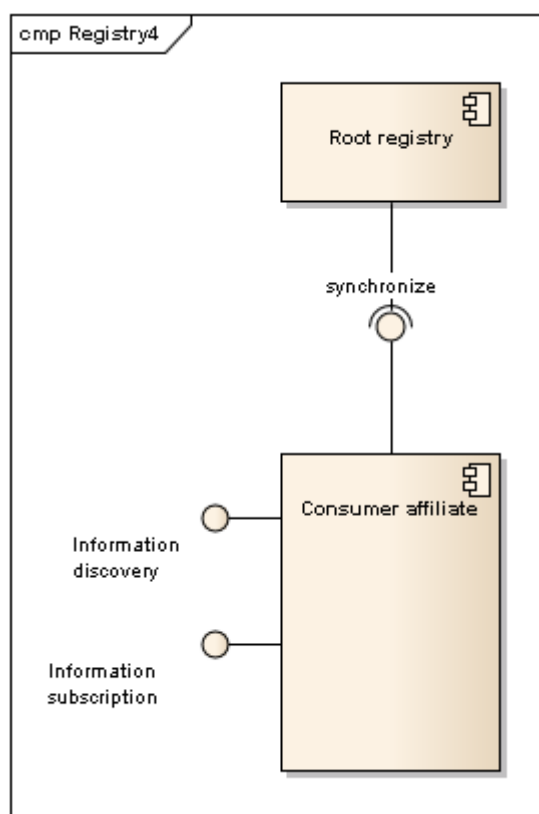 cmp Registry4
Root registry
synchronize
Consumer affiliate
Information
discovery
Information
subscription